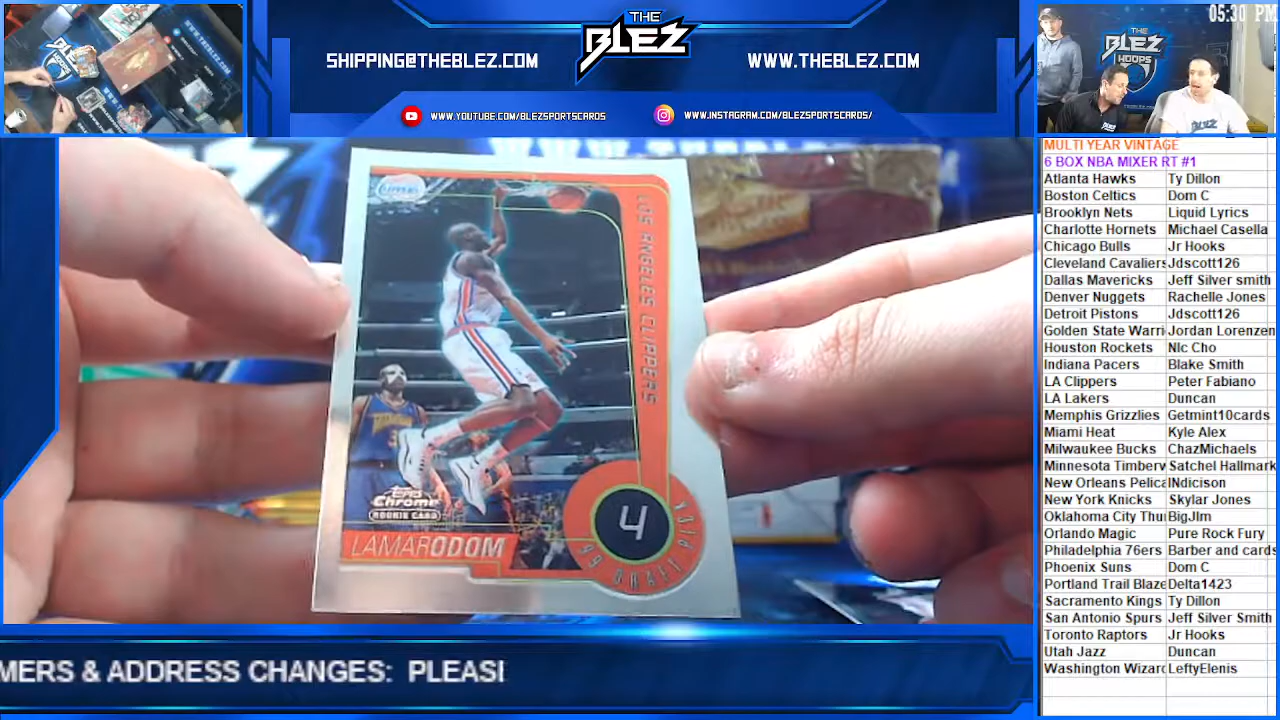 THE
BLEZ
SHIPPING@THEBLEZ.COM
WWW.THEBLEZ.COM
WWW.YOUTUBE.COM/BLEZSPORTSCARDS
WWW.INSTAGRAM.COM/BLEZSPORTSCARDS/
05:30 PM
THE
BLEZ
HOOPS
MULTI YEAR VINTAGE
6 BOX NBA MIXER RT #1
Atlanta Hawks Ty Dillon
Boston Celtics Dom C
Brooklyn Nets Liquid Lyrics
Charlotte Hornets Michael Casella
Chicago Bulls Jr Hooks
Cleveland Cavaliers Jdscott126
Dallas Mavericks Jeff Silver smith
Denver Nuggets Rachelle Jones
Detroit Pistons Jdscott126
Golden State Warri Jordan Lorenzen
Houston Rockets NIc Cho
Indiana Pacers Blake Smith
LA Clippers Peter Fabiano
LA Lakers Duncan
Memphis Grizzlies Getmint10cards
Miami Heat Kyle Alex
Milwaukee Bucks ChazMichaels
Minnesota Timberw Satchel Hallmark
New Orleans Pelica INdicison
New York Knicks Skylar Jones
Oklahoma City Thu BigJIm
Orlando Magic Pure Rock Fury
Philadelphia 76ers Barber and cards
Phoenix Suns Dom C
Portland Trail Blaze Delta1423
Sacramento Kings Ty Dillon
San Antonio Spurs Jeff Silver Smith
Toronto Raptors Jr Hooks
Utah Jazz Duncan
Washington Wizard LeftyElenis
CLIPPERS
LOS ANGELES CLIPPERS
Topps
Chrome
ROOKIE CARD
LAMARODOM
4
99 DRAFT PICK
MERS & ADDRESS CHANGES: PLEAS